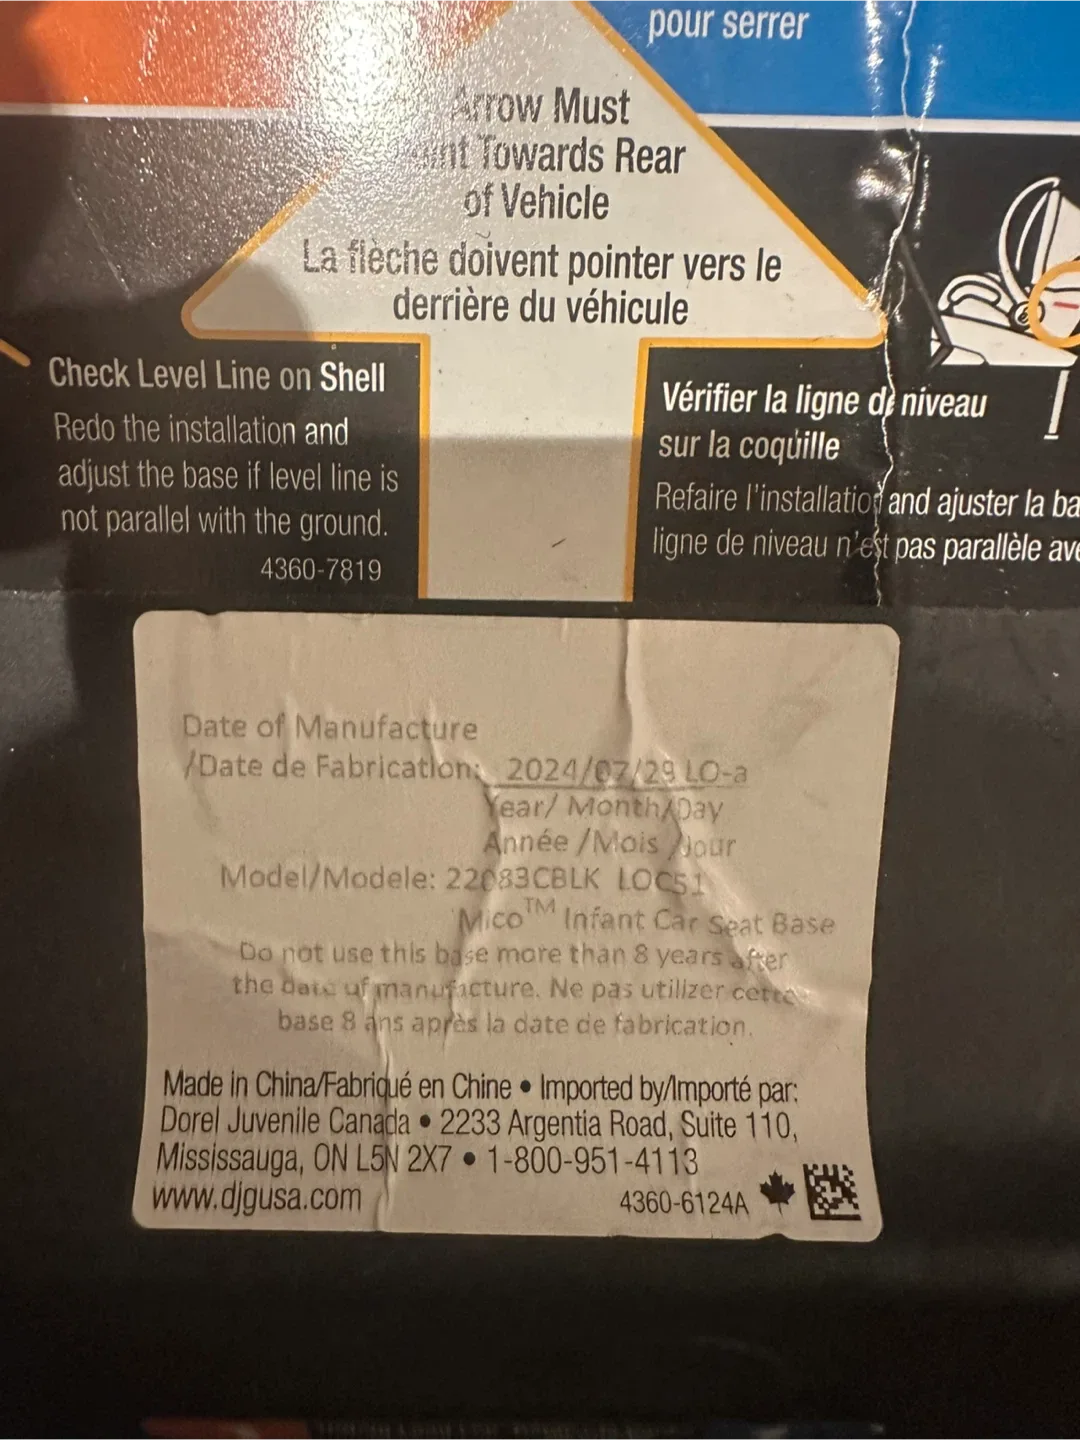 pour serrer
Arrow Must
Towards Rear
of Vehicle
La flèche doivent pointer vers le
derrière du véhicule
Check Level Line on Shell
Redo the installation and
adjust the base if level line is
not parallel with the ground.
4360-7819
Vérifier la ligne de niveau
sur la coquille
Refaire l'installation and ajuster la ba
ligne de niveau n'est pas parallèle ave
Date of Manufacture
/Date de Fabrication: 2024/07/29 LO-a
Year/ Month/Day
Année /Mois /Jour
Model/Modele: 22083CBLK LOC51
Mico™ Infant Car Seat Base
Do not use this base more than 8 years after
the date of manufacture. Ne pas utilizer cette
base 8 ans après la date de fabrication.
Made in China/Fabriqué en Chine • Imported by/Importé par:
Dorel Juvenile Canada • 2233 Argentia Road, Suite 110,
Mississauga, ON L5N 2X7 • 1-800-951-4113
www.djgusa.com
4360-6124A